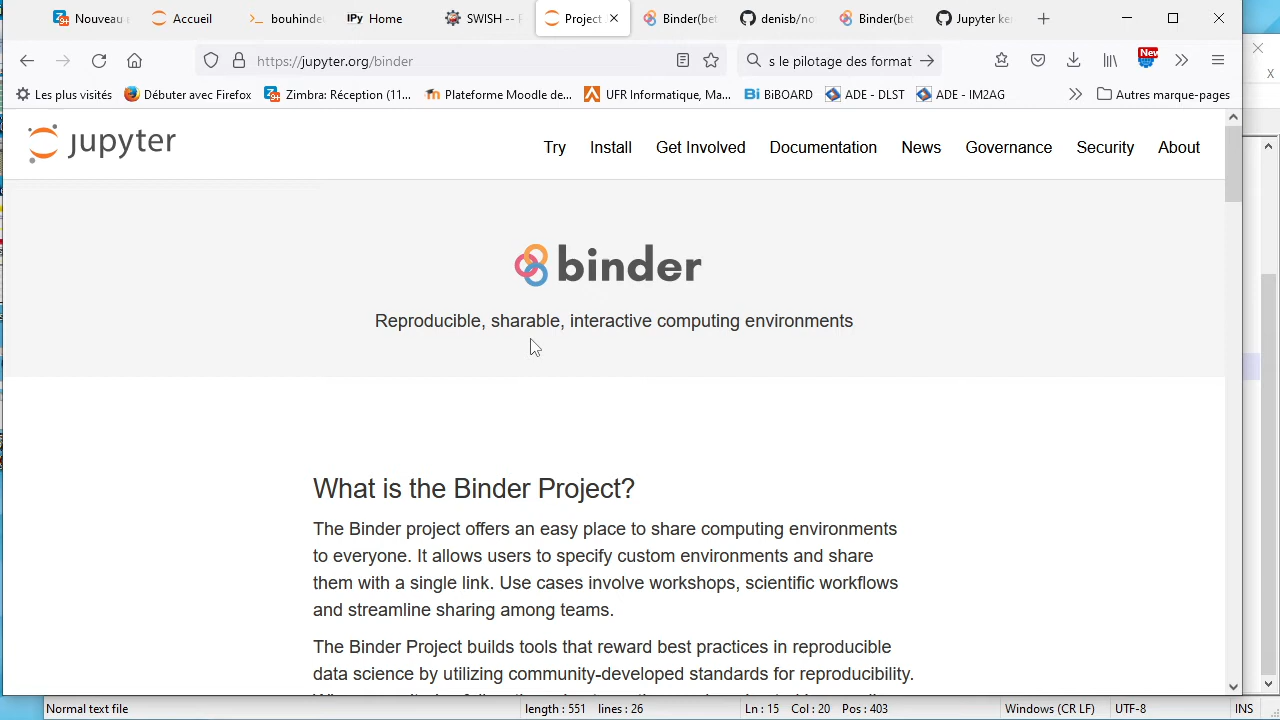 Nouveau
Accueil
bouhinde
IPy Home
SWISH -- P
Project
Binder(bet
denisb/no
Binder(bet
Jupyter ke
https://jupyter.org/binder
s le pilotage des format
New
Les plus visités
Débuter avec Firefox
Zimbra: Réception (11...
Plateforme Moodle de...
UFR Informatique, Ma...
BiBOARD
ADE - DLST
ADE - IM2AG
Autres marque-pages
jupyter
Try Install Get Involved Documentation News Governance Security About
binder
Reproducible, sharable, interactive computing environments
What is the Binder Project?
The Binder project offers an easy place to share computing environments
to everyone. It allows users to specify custom environments and share
them with a single link. Use cases involve workshops, scientific workflows
and streamline sharing among teams.
The Binder Project builds tools that reward best practices in reproducible
data science by utilizing community-developed standards for reproducibility.
Normal text file length : 551 lines : 26 Ln : 15 Col : 20 Pos : 403 Windows (CR LF) UTF-8 INS